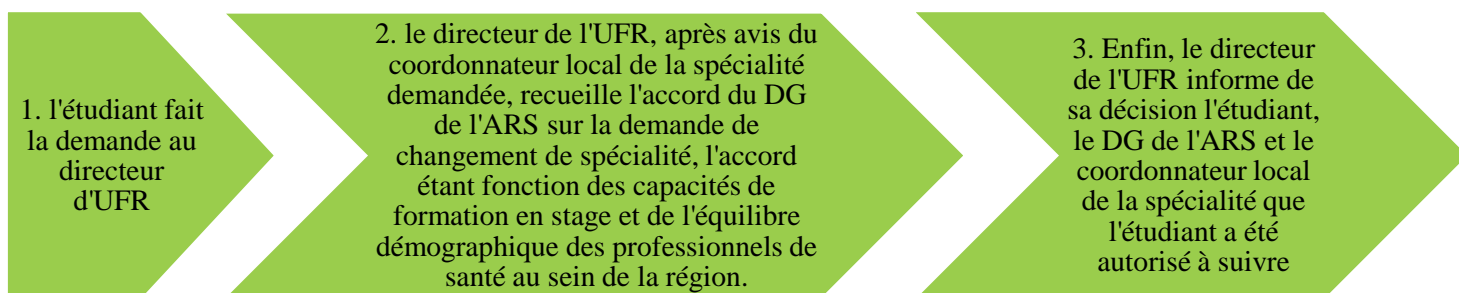 1. l'étudiant fait
la demande au
directeur
d'UFR
2. le directeur de l'UFR, après avis du
coordonnateur local de la spécialité
demandée, recueille l'accord du DG
de l'ARS sur la demande de
changement de spécialité, l'accord
étant fonction des capacités de
formation en stage et de l'équilibre
démographique des professionnels de
santé au sein de la région.
3. Enfin, le directeur
de l'UFR informe de
sa décision l'étudiant,
le DG de l'ARS et le
coordonnateur local
de la spécialité que
l'étudiant a été
autorisé à suivre